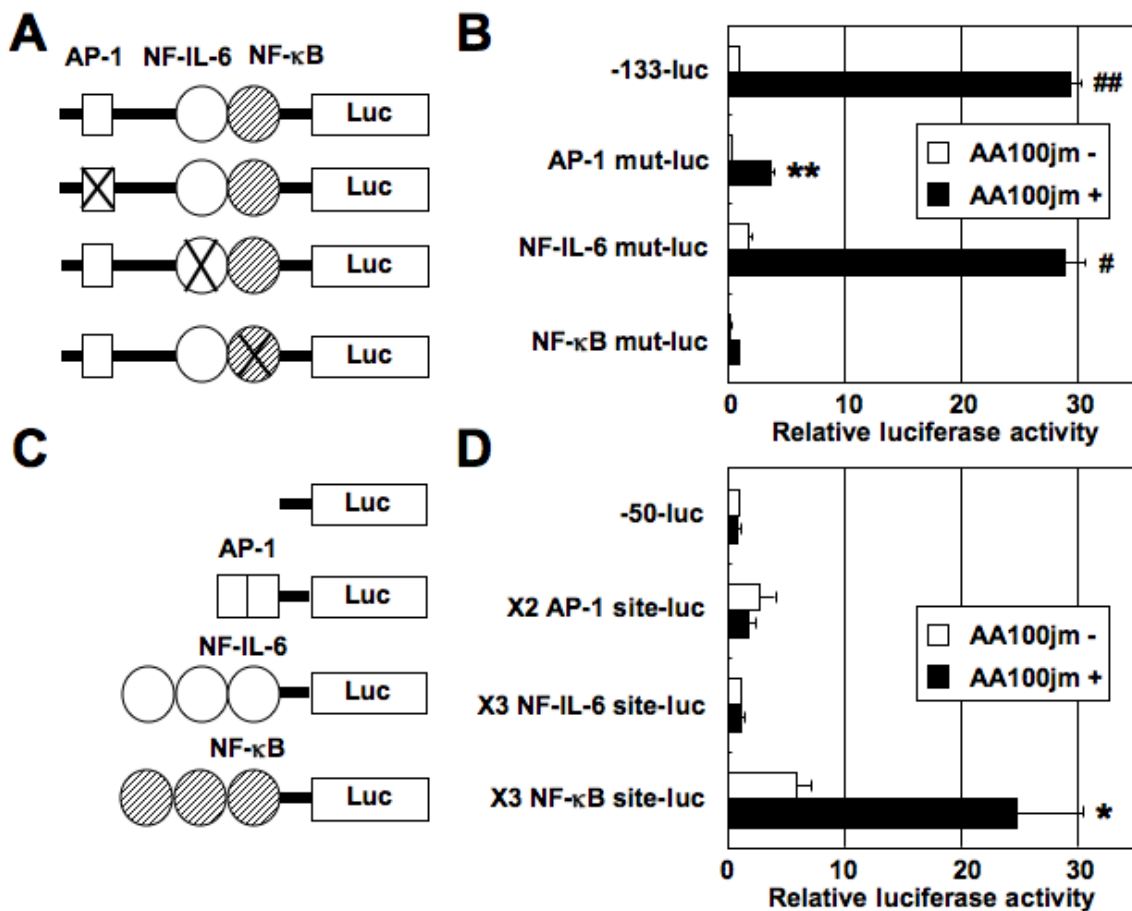 A
AP-1 NF-IL-6 NF-κB
Luc
Luc
Luc
Luc
B
-133-luc
##
AP-1 mut-luc
**
NF-IL-6 mut-luc
#
NF-κB mut-luc
AA100jm -
AA100jm +
0 10 20 30
Relative luciferase activity
C
Luc
AP-1
Luc
NF-IL-6
Luc
NF-κB
Luc
D
-50-luc
X2 AP-1 site-luc
X3 NF-IL-6 site-luc
X3 NF-κB site-luc
*
AA100jm -
AA100jm +
0 10 20 30
Relative luciferase activity